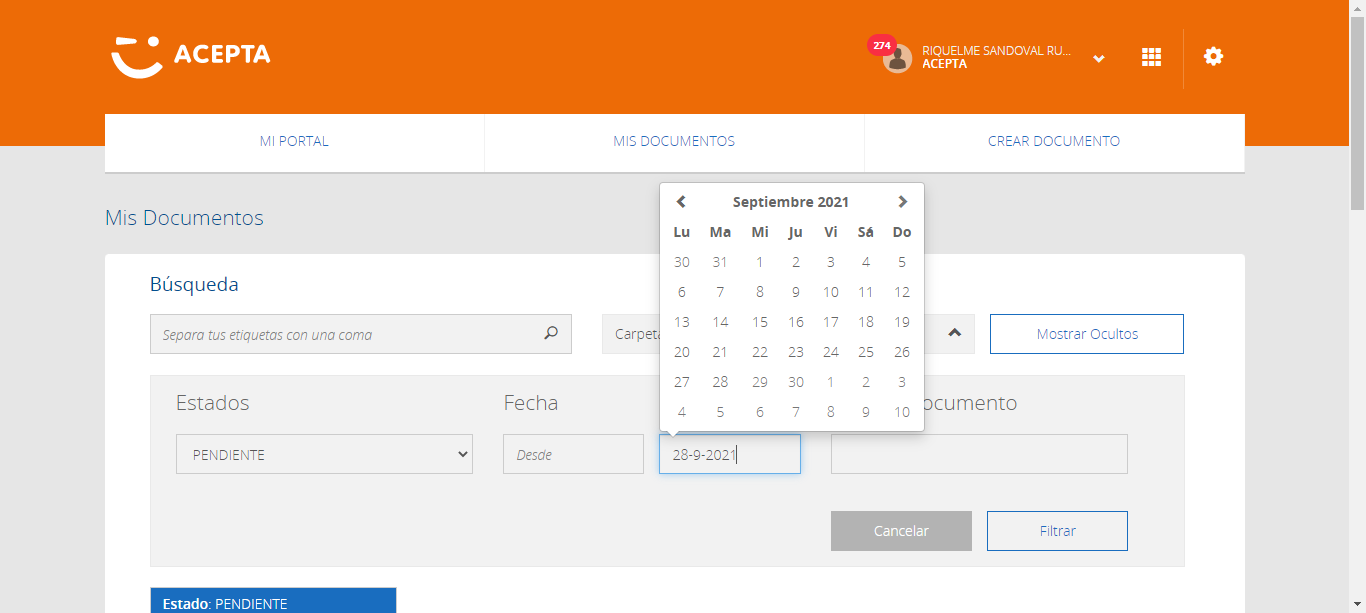 ACEPTA
274
RIQUELME SANDOVAL RU...
ACEPTA
MI PORTAL
MIS DOCUMENTOS
CREAR DOCUMENTO
Mis Documentos
Septiembre 2021
Lu Ma Mi Ju Vi Sá Do
30 31 1 2 3 4 5
6 7 8 9 10 11 12
13 14 15 16 17 18 19
20 21 22 23 24 25 26
27 28 29 30 1 2 3
4 5 6 7 8 9 10
Búsqueda
Separa tus etiquetas con una coma
Mostrar Ocultos
Estados
Fecha
PENDIENTE
Desde
28-9-2021
Cancelar
Filtrar
Estado: PENDIENTE